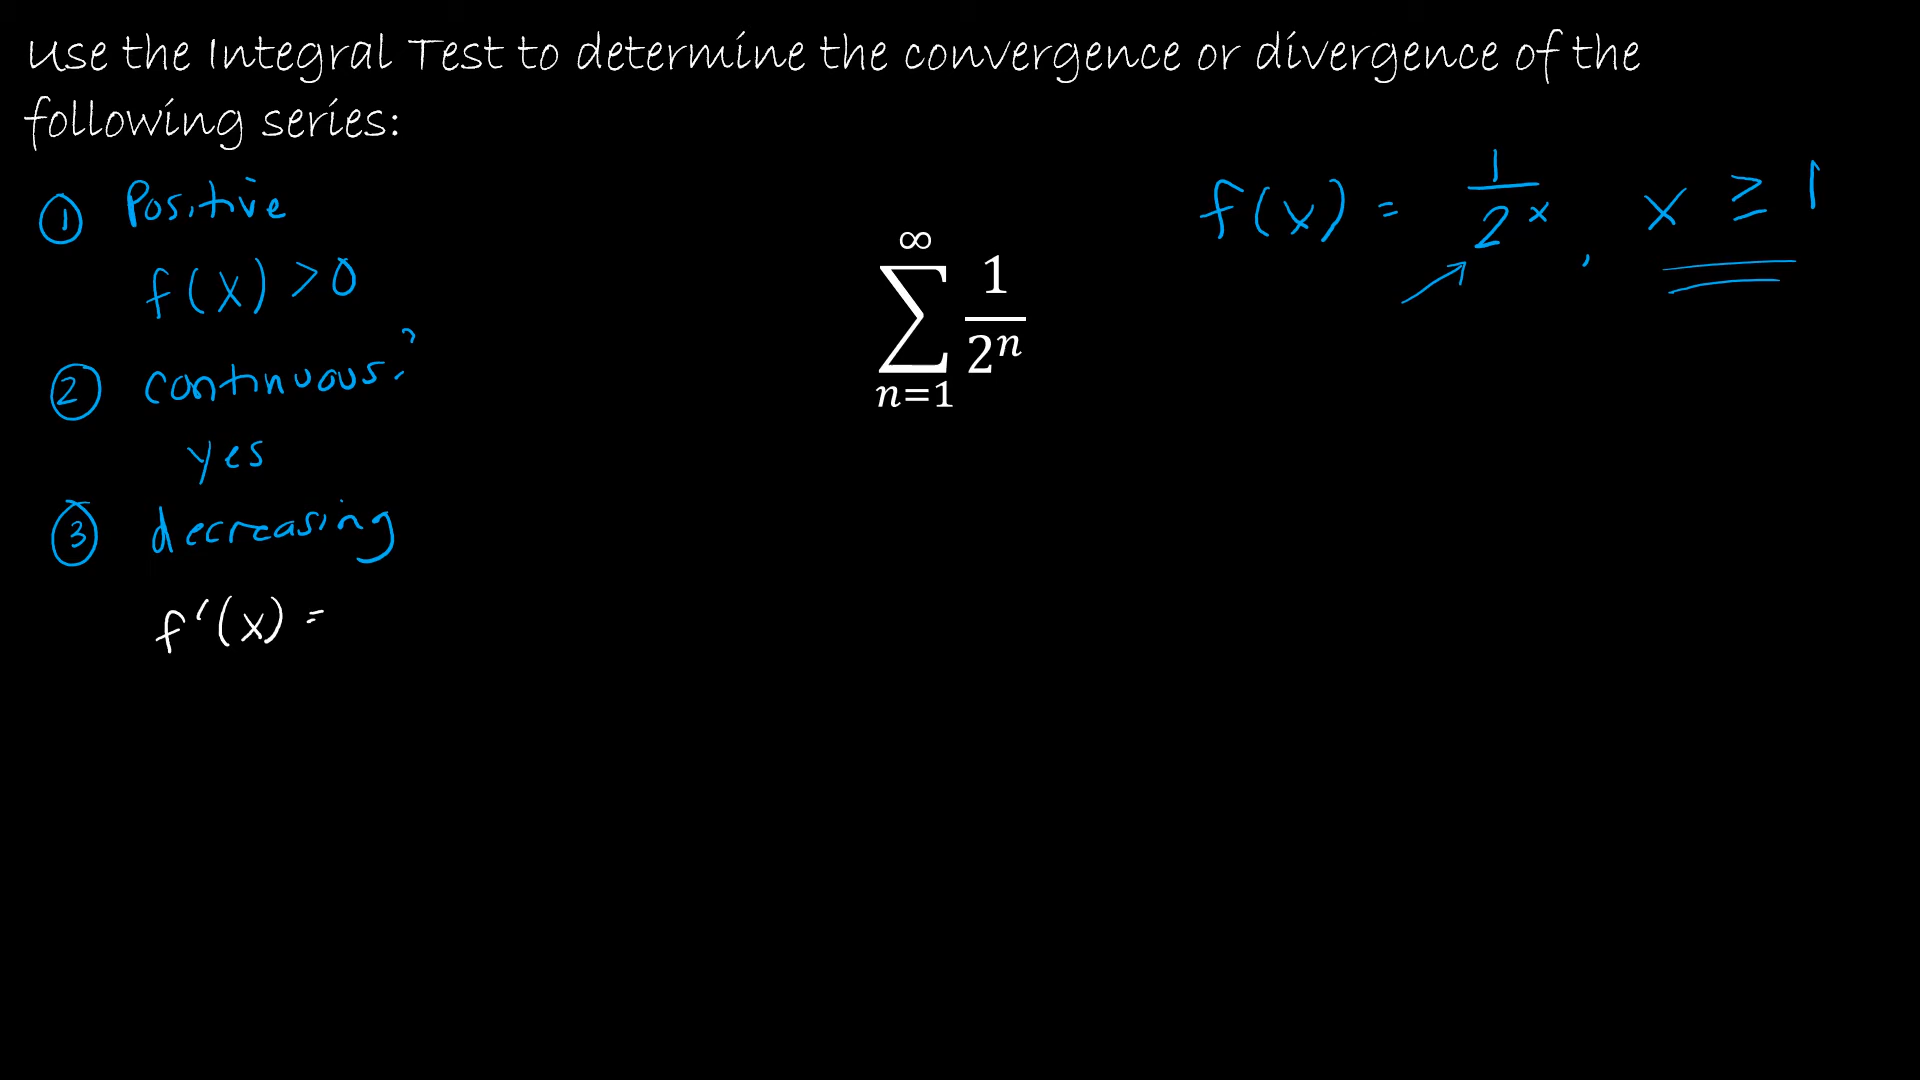 Use the Integral Test to determine the convergence or divergence of the
following series:
① Positive
f(x) > 0
② continuous?
yes
③ decreasing
f'(x) =
∑_{n=1}^{∞} 1/2^n
f(x) = 1/2^x , x ≥ 1